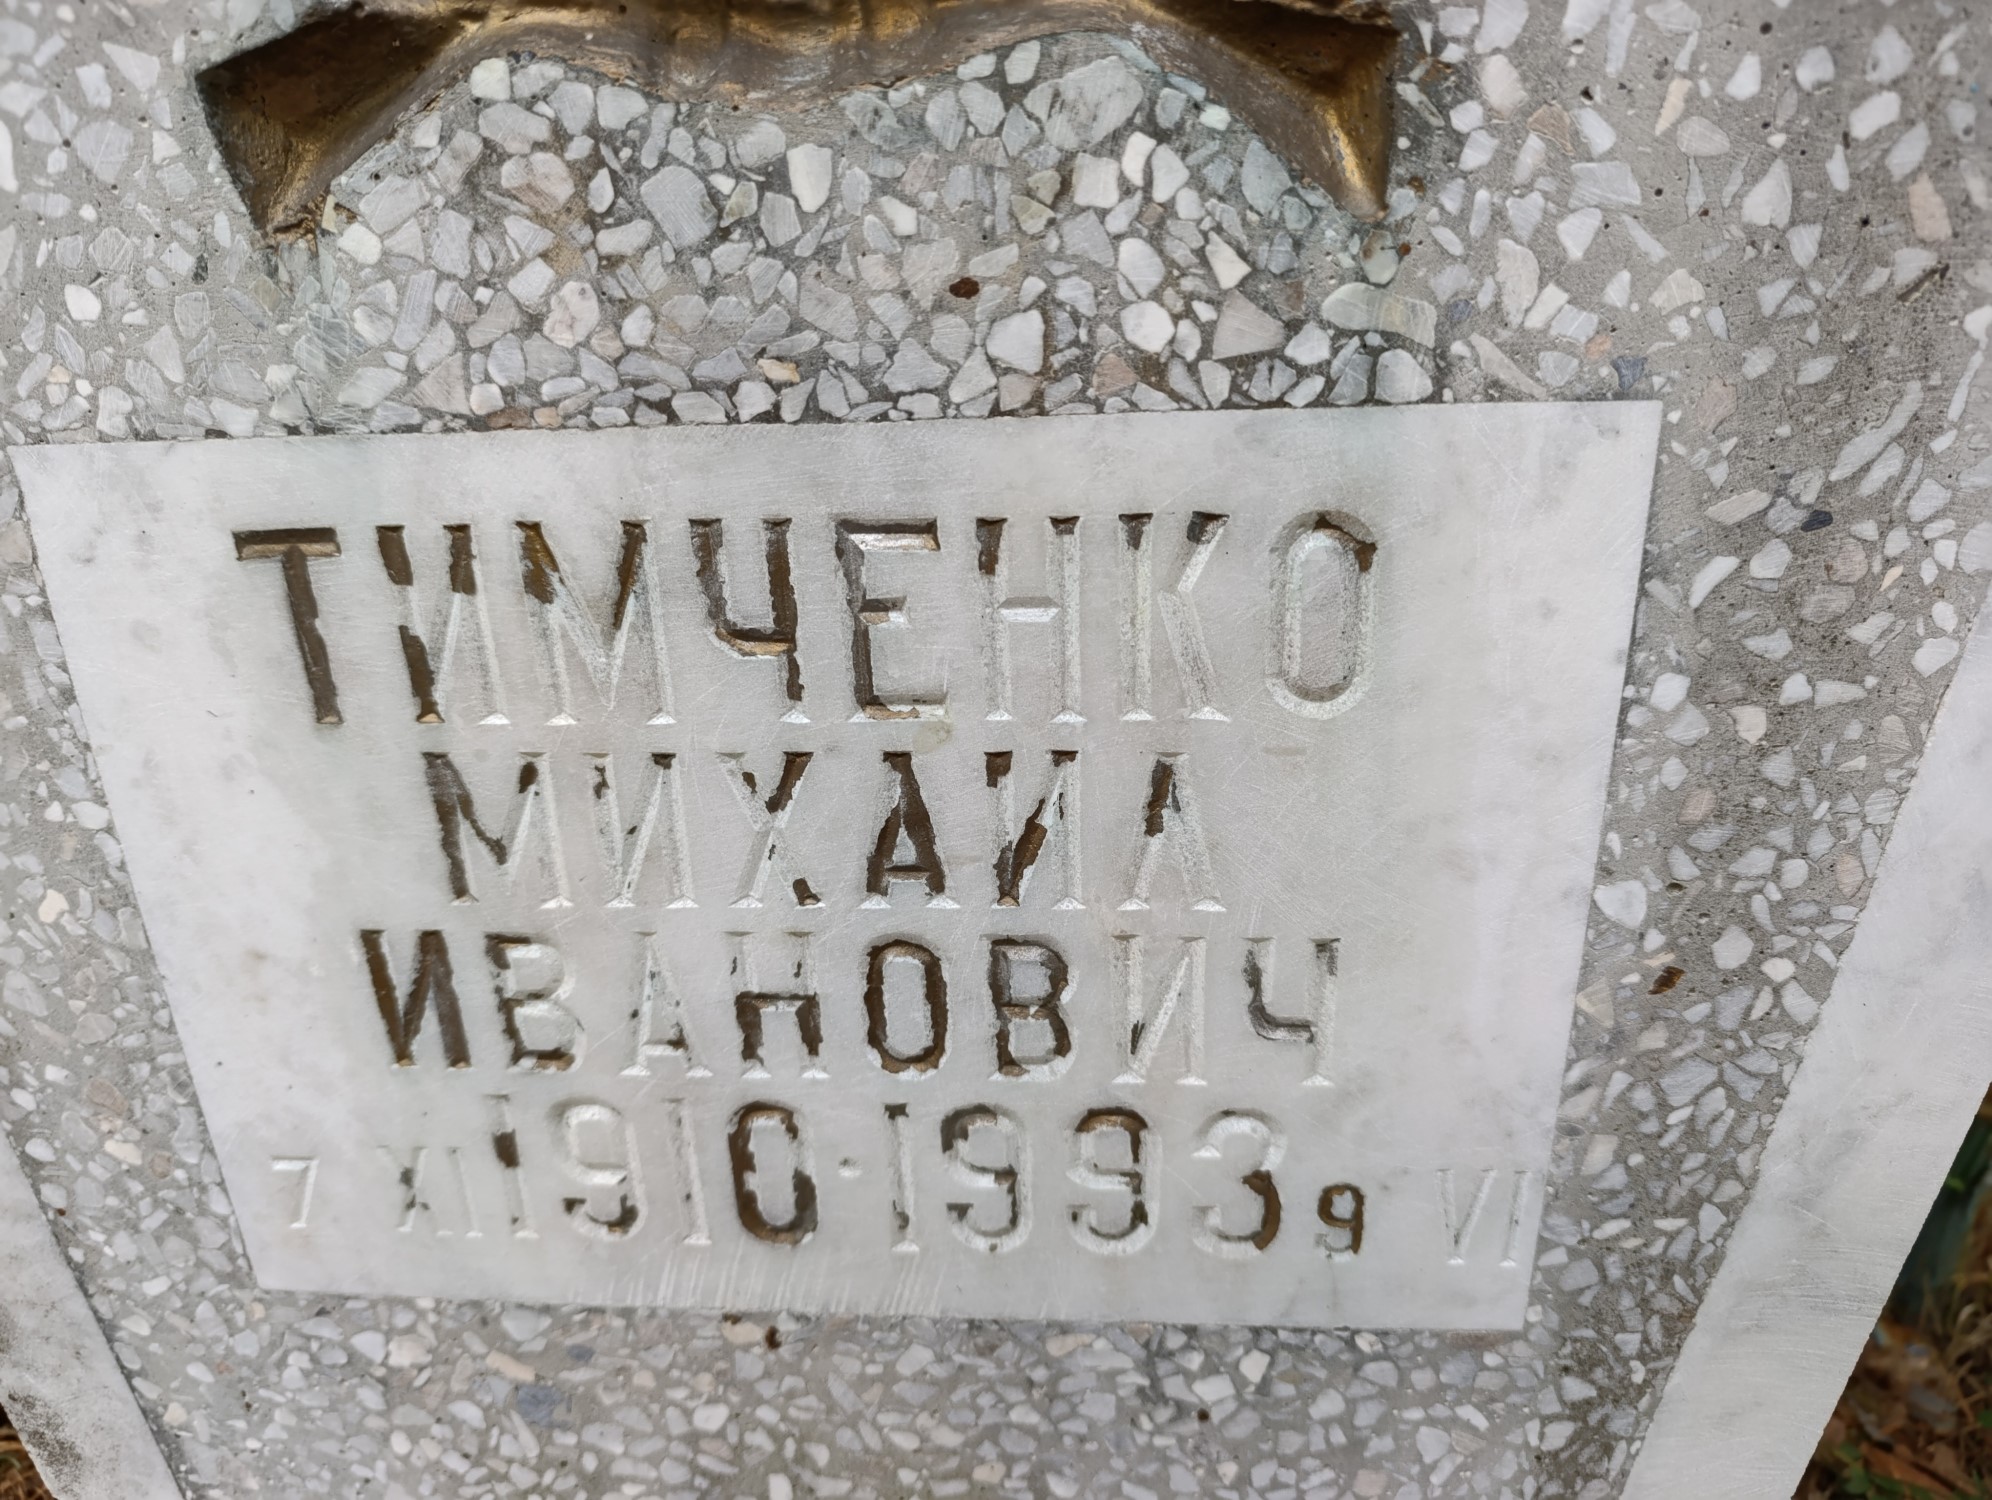 ТИМЧЕНКО
МИХАИЛ
ИВАНОВИЧ
7 XI 1910·1993 9 VI